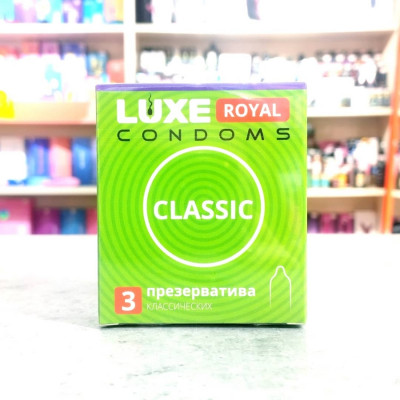 LUXE ROYAL
CONDOMS
CLASSIC
3 презерватива
КЛАССИЧЕСКИХ